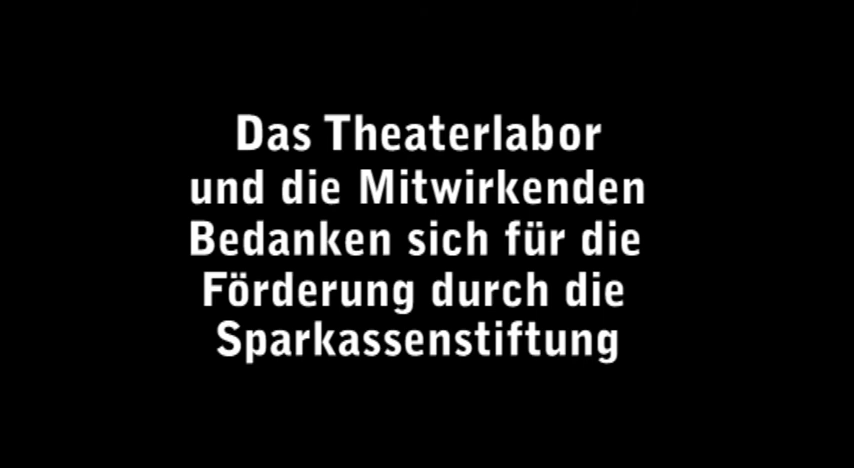 Das Theaterlabor
und die Mitwirkenden
Bedanken sich für die
Förderung durch die
Sparkassenstiftung